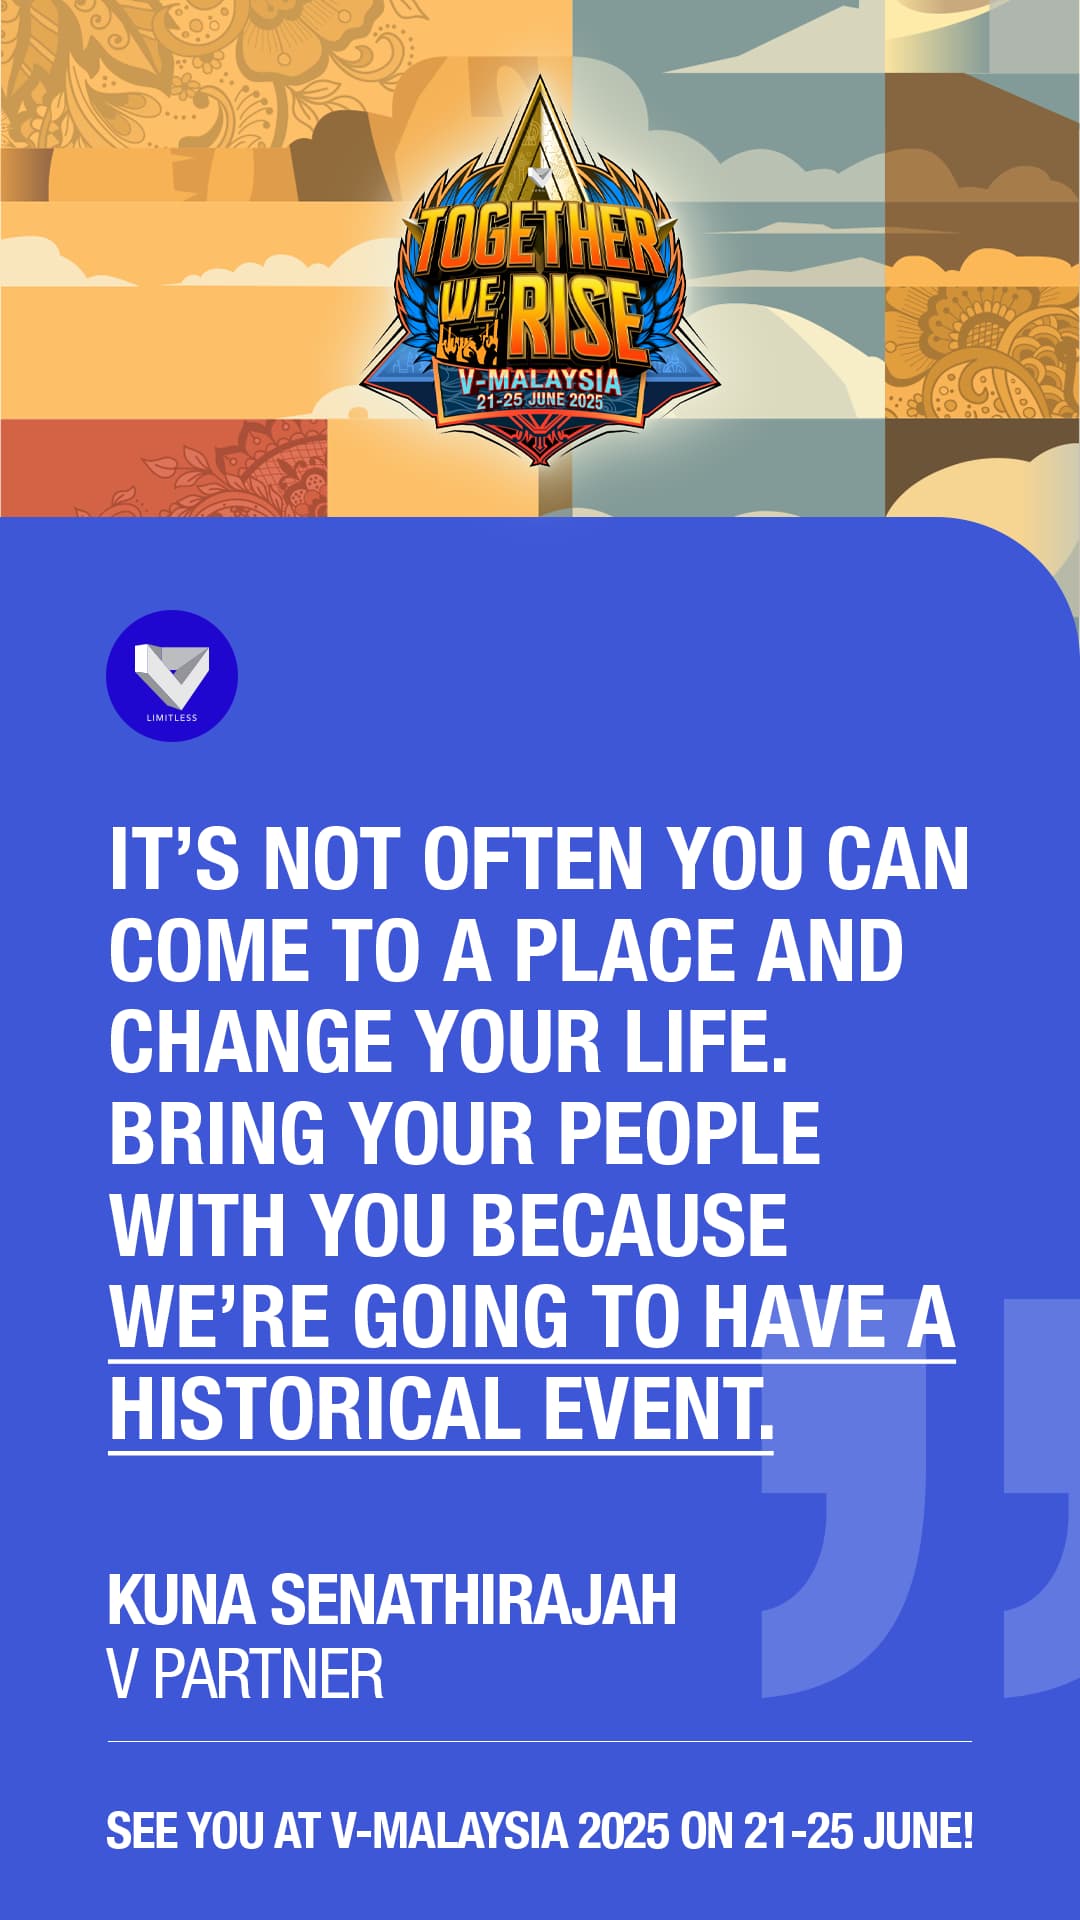 TOGETHER
WE RISE
V-MALAYSIA
21-25 JUNE 2025
LIMITLESS
IT’S NOT OFTEN YOU CAN
COME TO A PLACE AND
CHANGE YOUR LIFE.
BRING YOUR PEOPLE
WITH YOU BECAUSE
WE’RE GOING TO HAVE A
HISTORICAL EVENT.
KUNA SENATHIRAJAH
V PARTNER
SEE YOU AT V-MALAYSIA 2025 ON 21-25 JUNE!